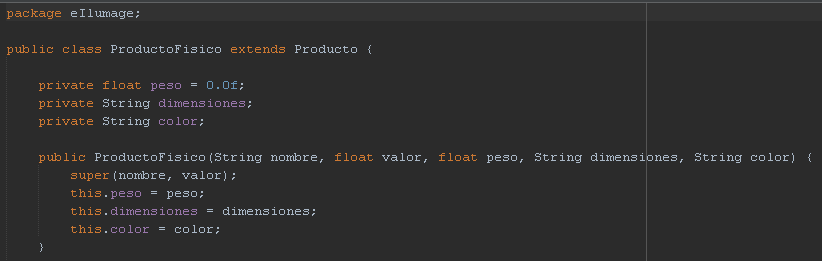 package eIlumage;
public class ProductoFisico extends Producto {
private float peso = 0.0f;
private String dimensiones;
private String color;
public ProductoFisico(String nombre, float valor, float peso, String dimensiones, String color) {
super(nombre, valor);
this.peso = peso;
this.dimensiones = dimensiones;
this.color = color;
}